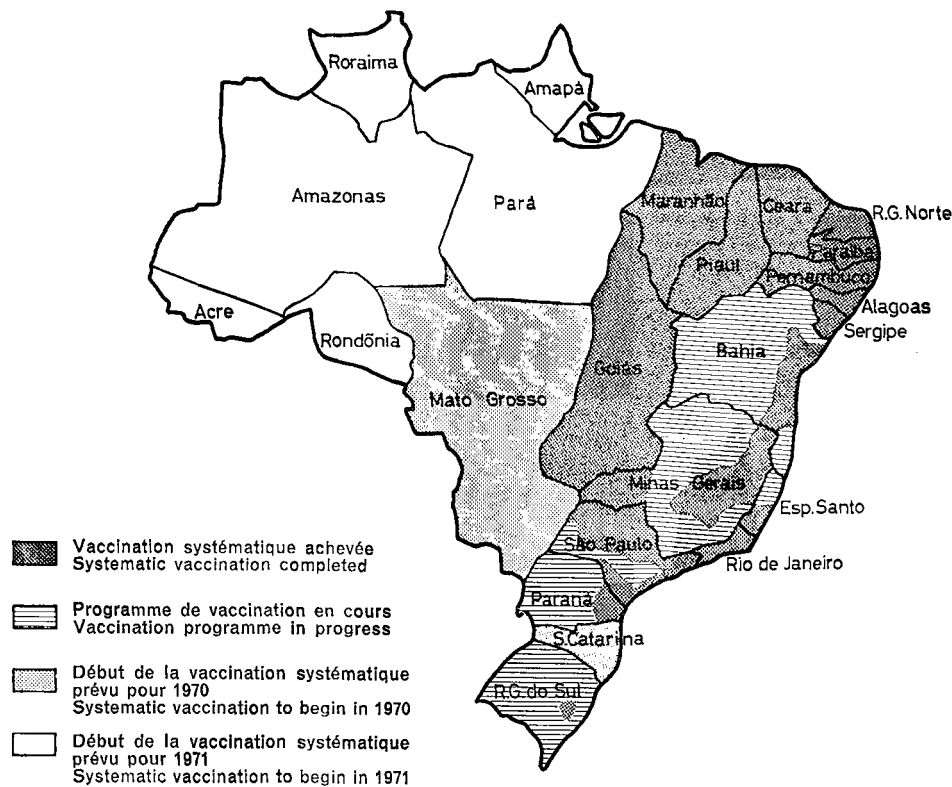 Roraima
Amapá
Amazonas
Pará
Maranhão
Ceara
R.G. Norte
Paraíba
Piauí
Pernambuco
Acre
Alagoas
Rondõnia
Sergipe
Bahia
Goiás
Mato Grosso
Minas Gerais
Esp. Santo
São Paulo
Rio de Janeiro
Paraná
S.Catarina
R.G. do Sul
Vaccination systématique achevée
Systematic vaccination completed
Programme de vaccination en cours
Vaccination programme in progress
Début de la vaccination systématique
prévu pour 1970
Systematic vaccination to begin in 1970
Début de la vaccination systématique
prévu pour 1971
Systematic vaccination to begin in 1971